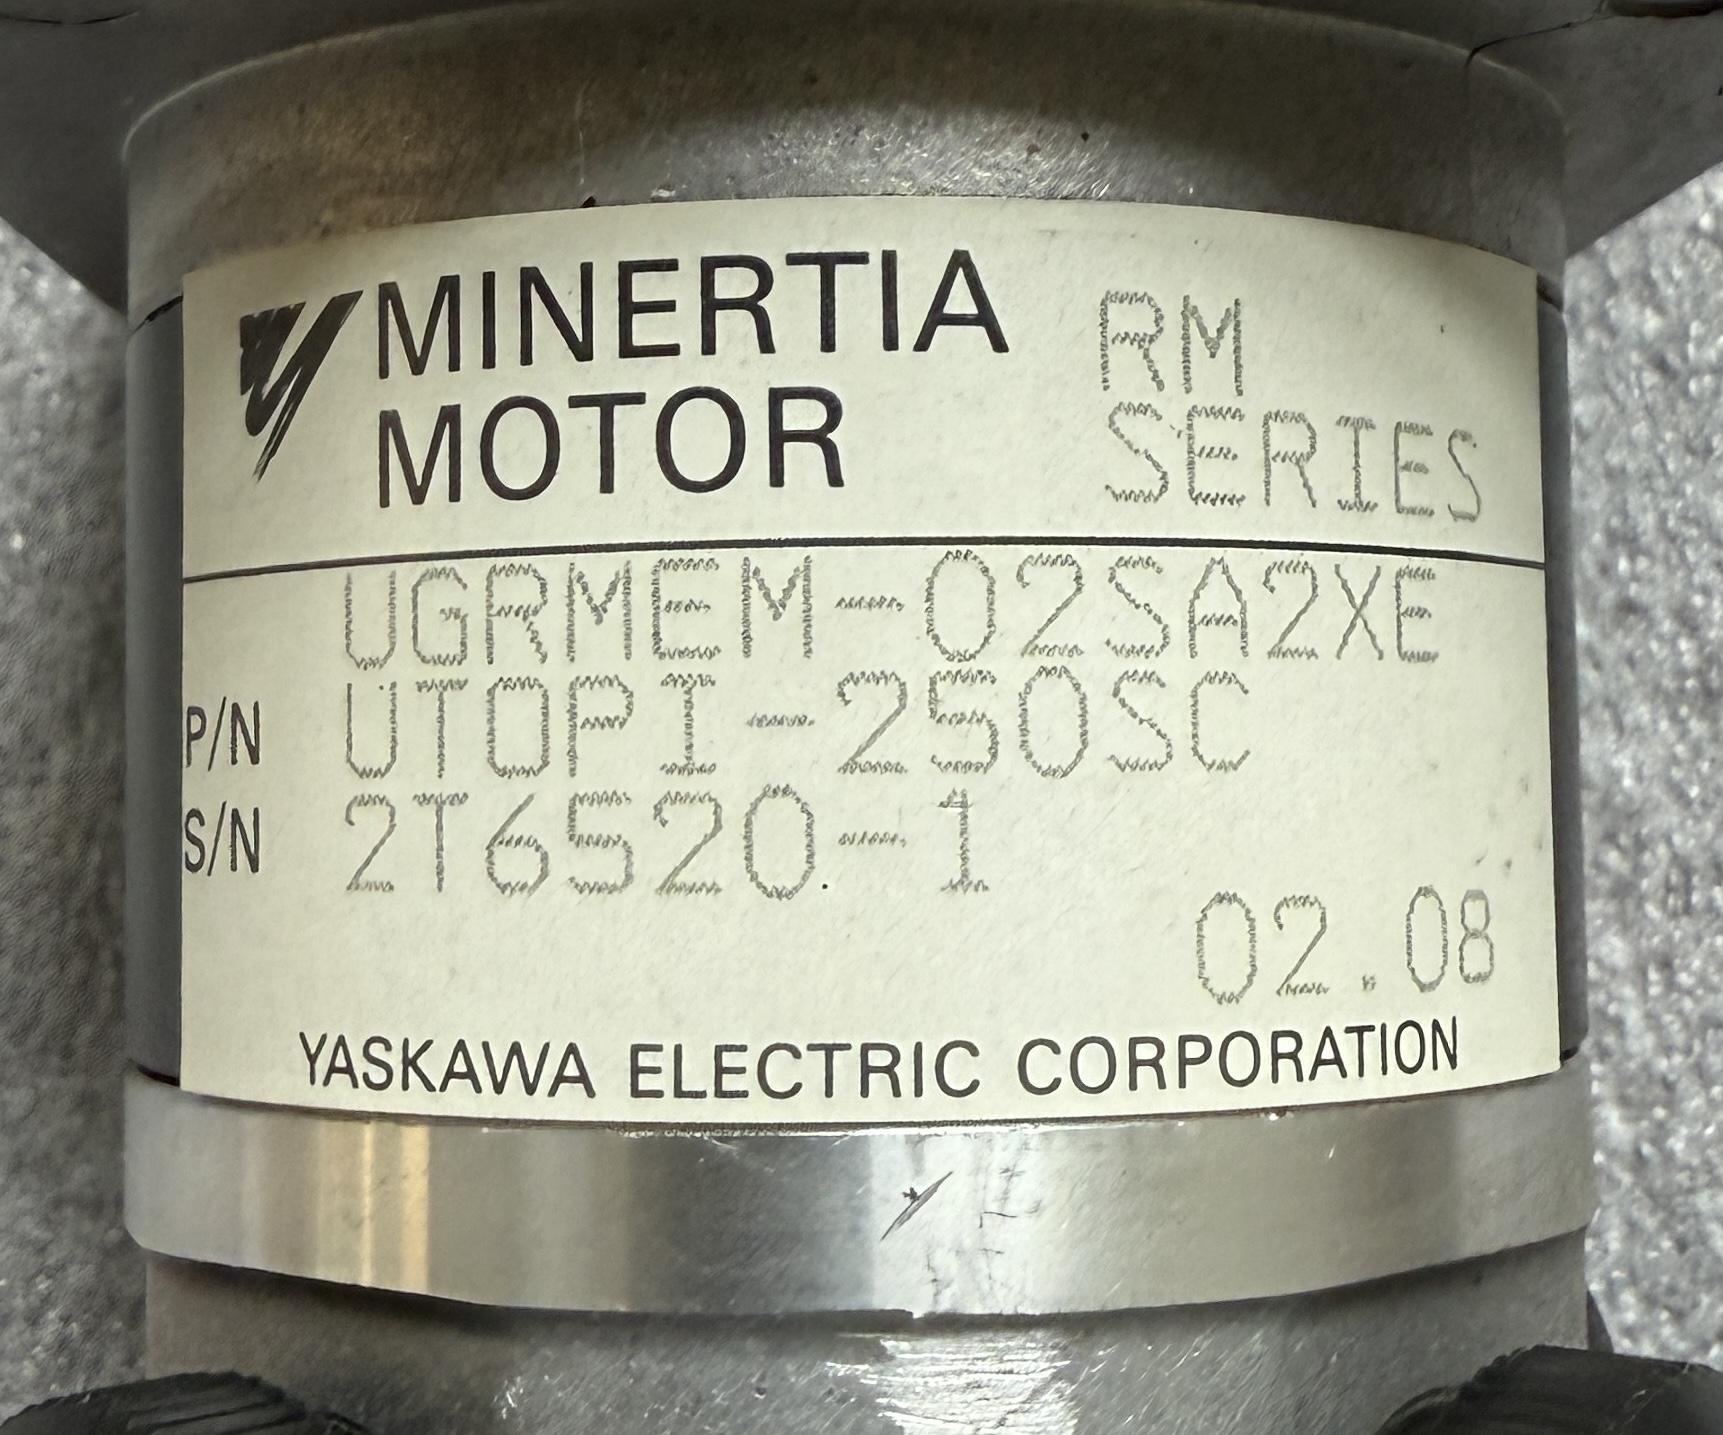 MINERTIA MOTOR
RM SERIES
UGRMEM-02SA2XE
P/N UTOPI-250SC
S/N 2T6520-1
02.08
YASKAWA ELECTRIC CORPORATION